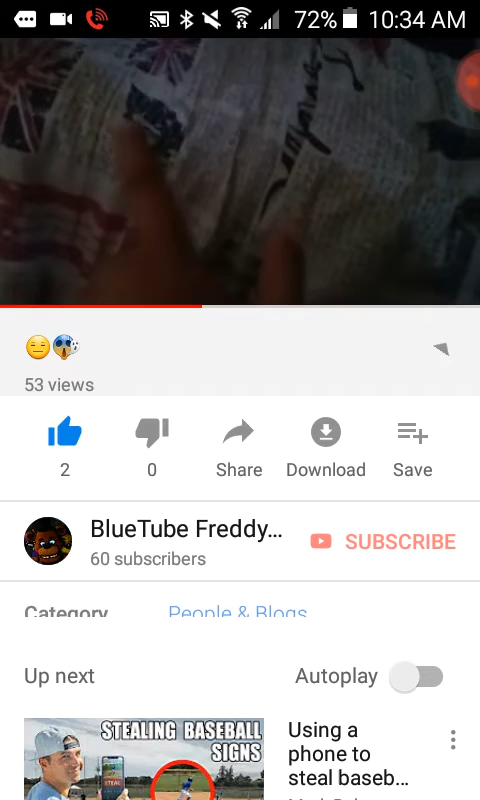 72% 10:34 AM
😑😱
53 views
2
0
Share
Download
Save
BlueTube Freddy...
60 subscribers
SUBSCRIBE
Category
People & Blogs
Up next
Autoplay
STEALING BASEBALL
SIGNS
STEAL
Using a
phone to
steal baseb...